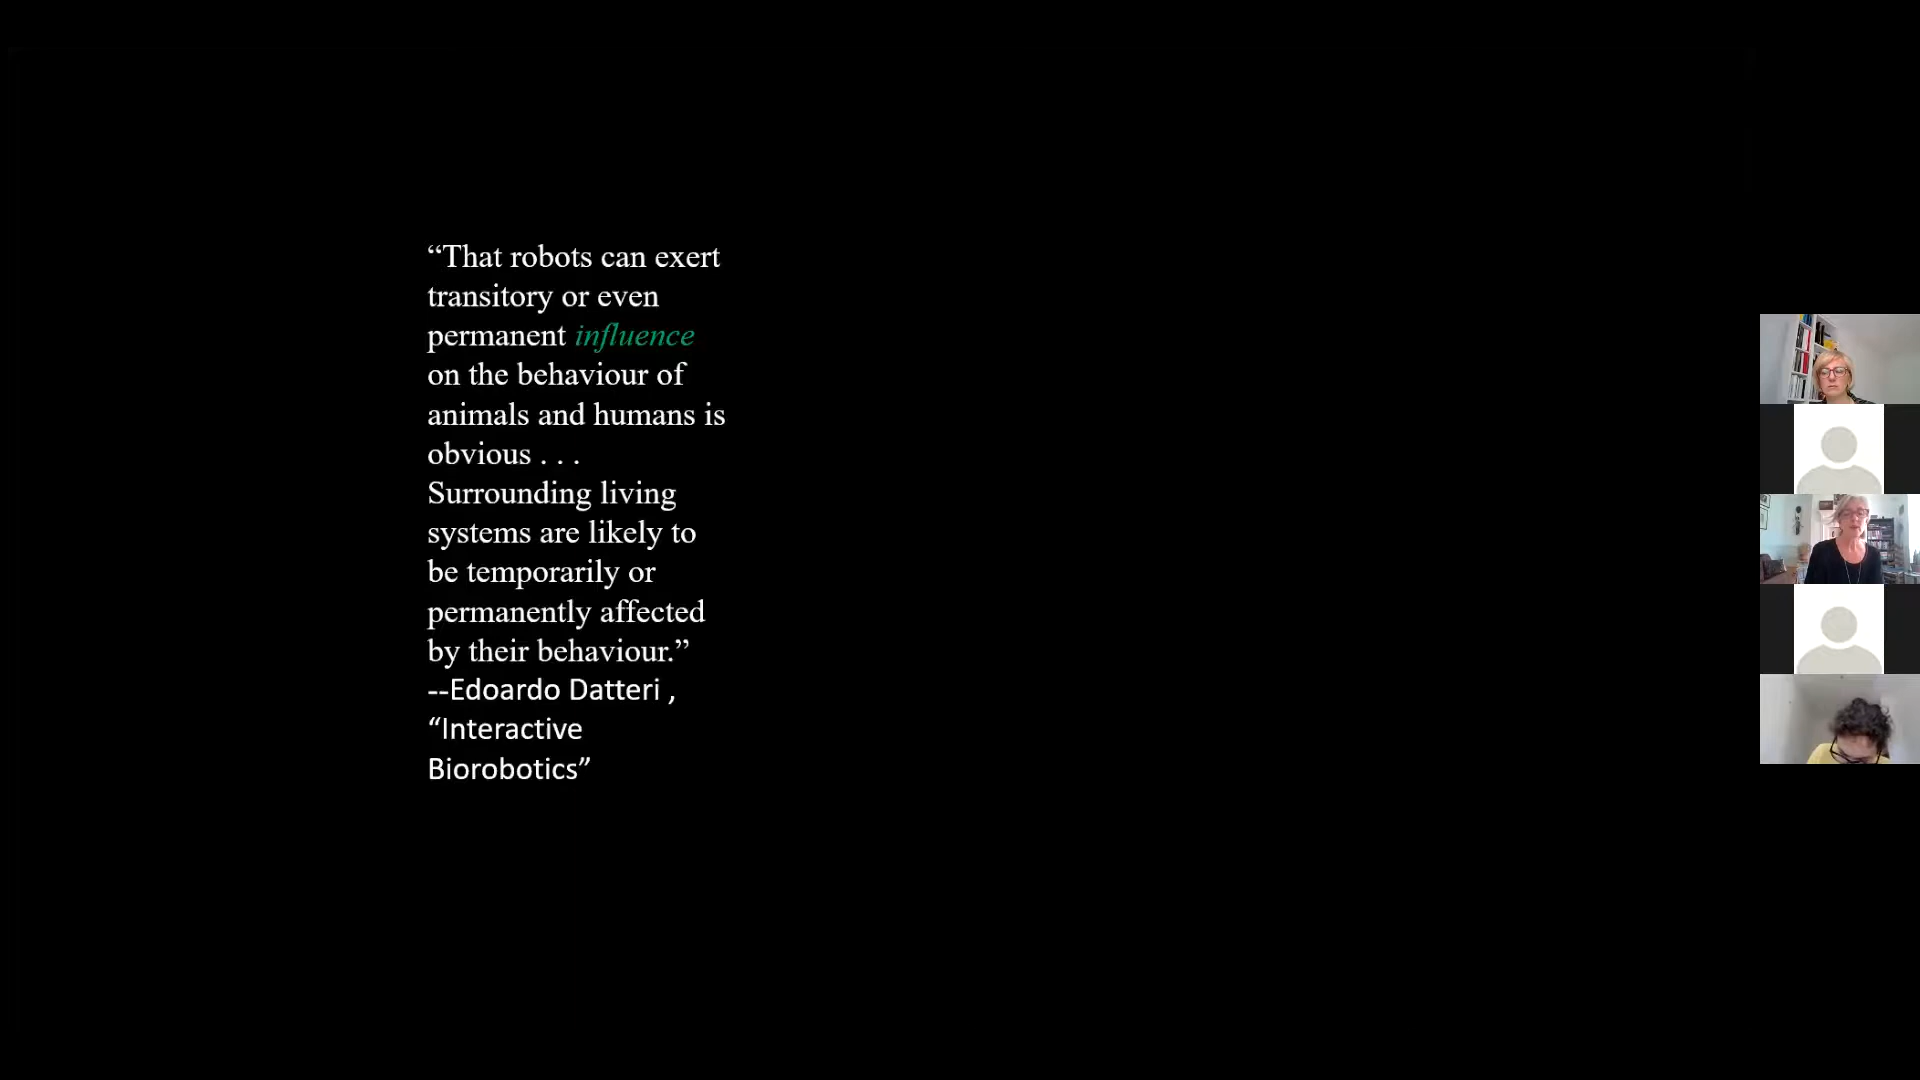 “That robots can exert
transitory or even
permanent influence
on the behaviour of
animals and humans is
obvious . . .
Surrounding living
systems are likely to
be temporarily or
permanently affected
by their behaviour.”
--Edoardo Datteri ,
“Interactive
Biorobotics”